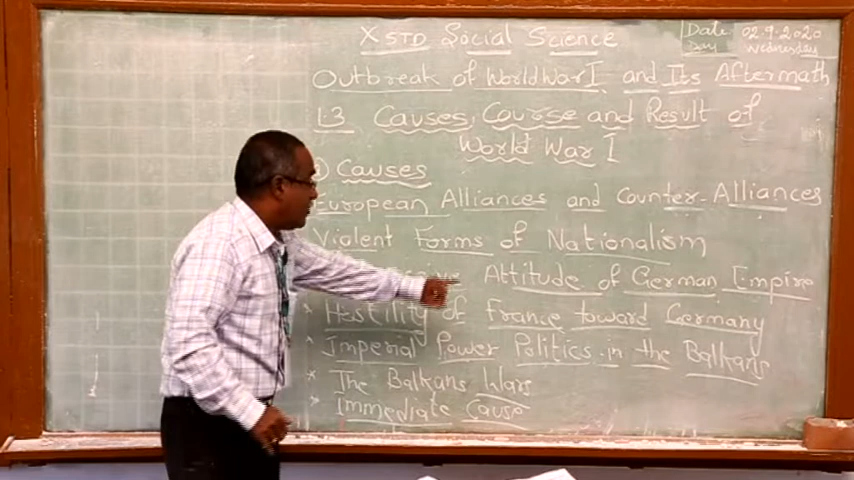 X STD Social Science
Date 02.9.2020
Day Wednesday
Outbreak of World War I and Its Aftermath
1.3 Causes, Course and Result of
World War I
Causes
European Alliances and Counter-Alliances
Violent Forms of Nationalism
Attitude of German Empire
* Hostility of France toward Germany
* Imperial Power Politics in the Balkans
* The Balkans Wars
* Immediate Cause